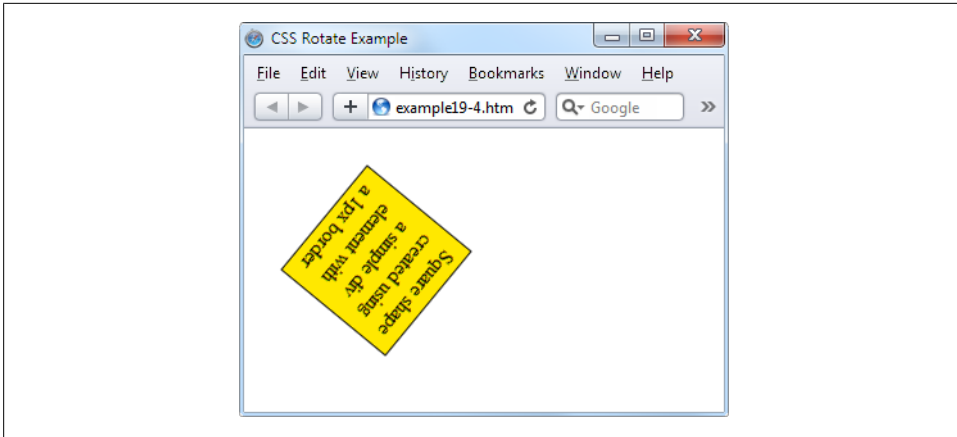 CSS Rotate Example
File Edit View History Bookmarks Window Help
example19-4.htm Google
Square shape
created using
a simple div
element with
a 1px border